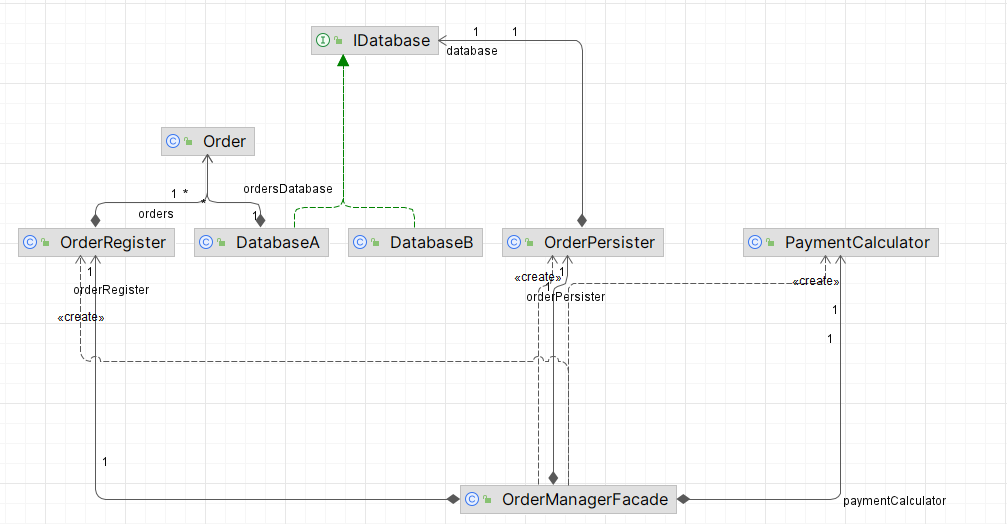 IDatabase
1
1
database
Order
1
*
*
orders
ordersDatabase
1
OrderRegister
DatabaseA
DatabaseB
OrderPersister
PaymentCalculator
1
orderRegister
«create»
«create»
1
1
orderPersister
«create»
1
1
1
OrderManagerFacade
paymentCalculator